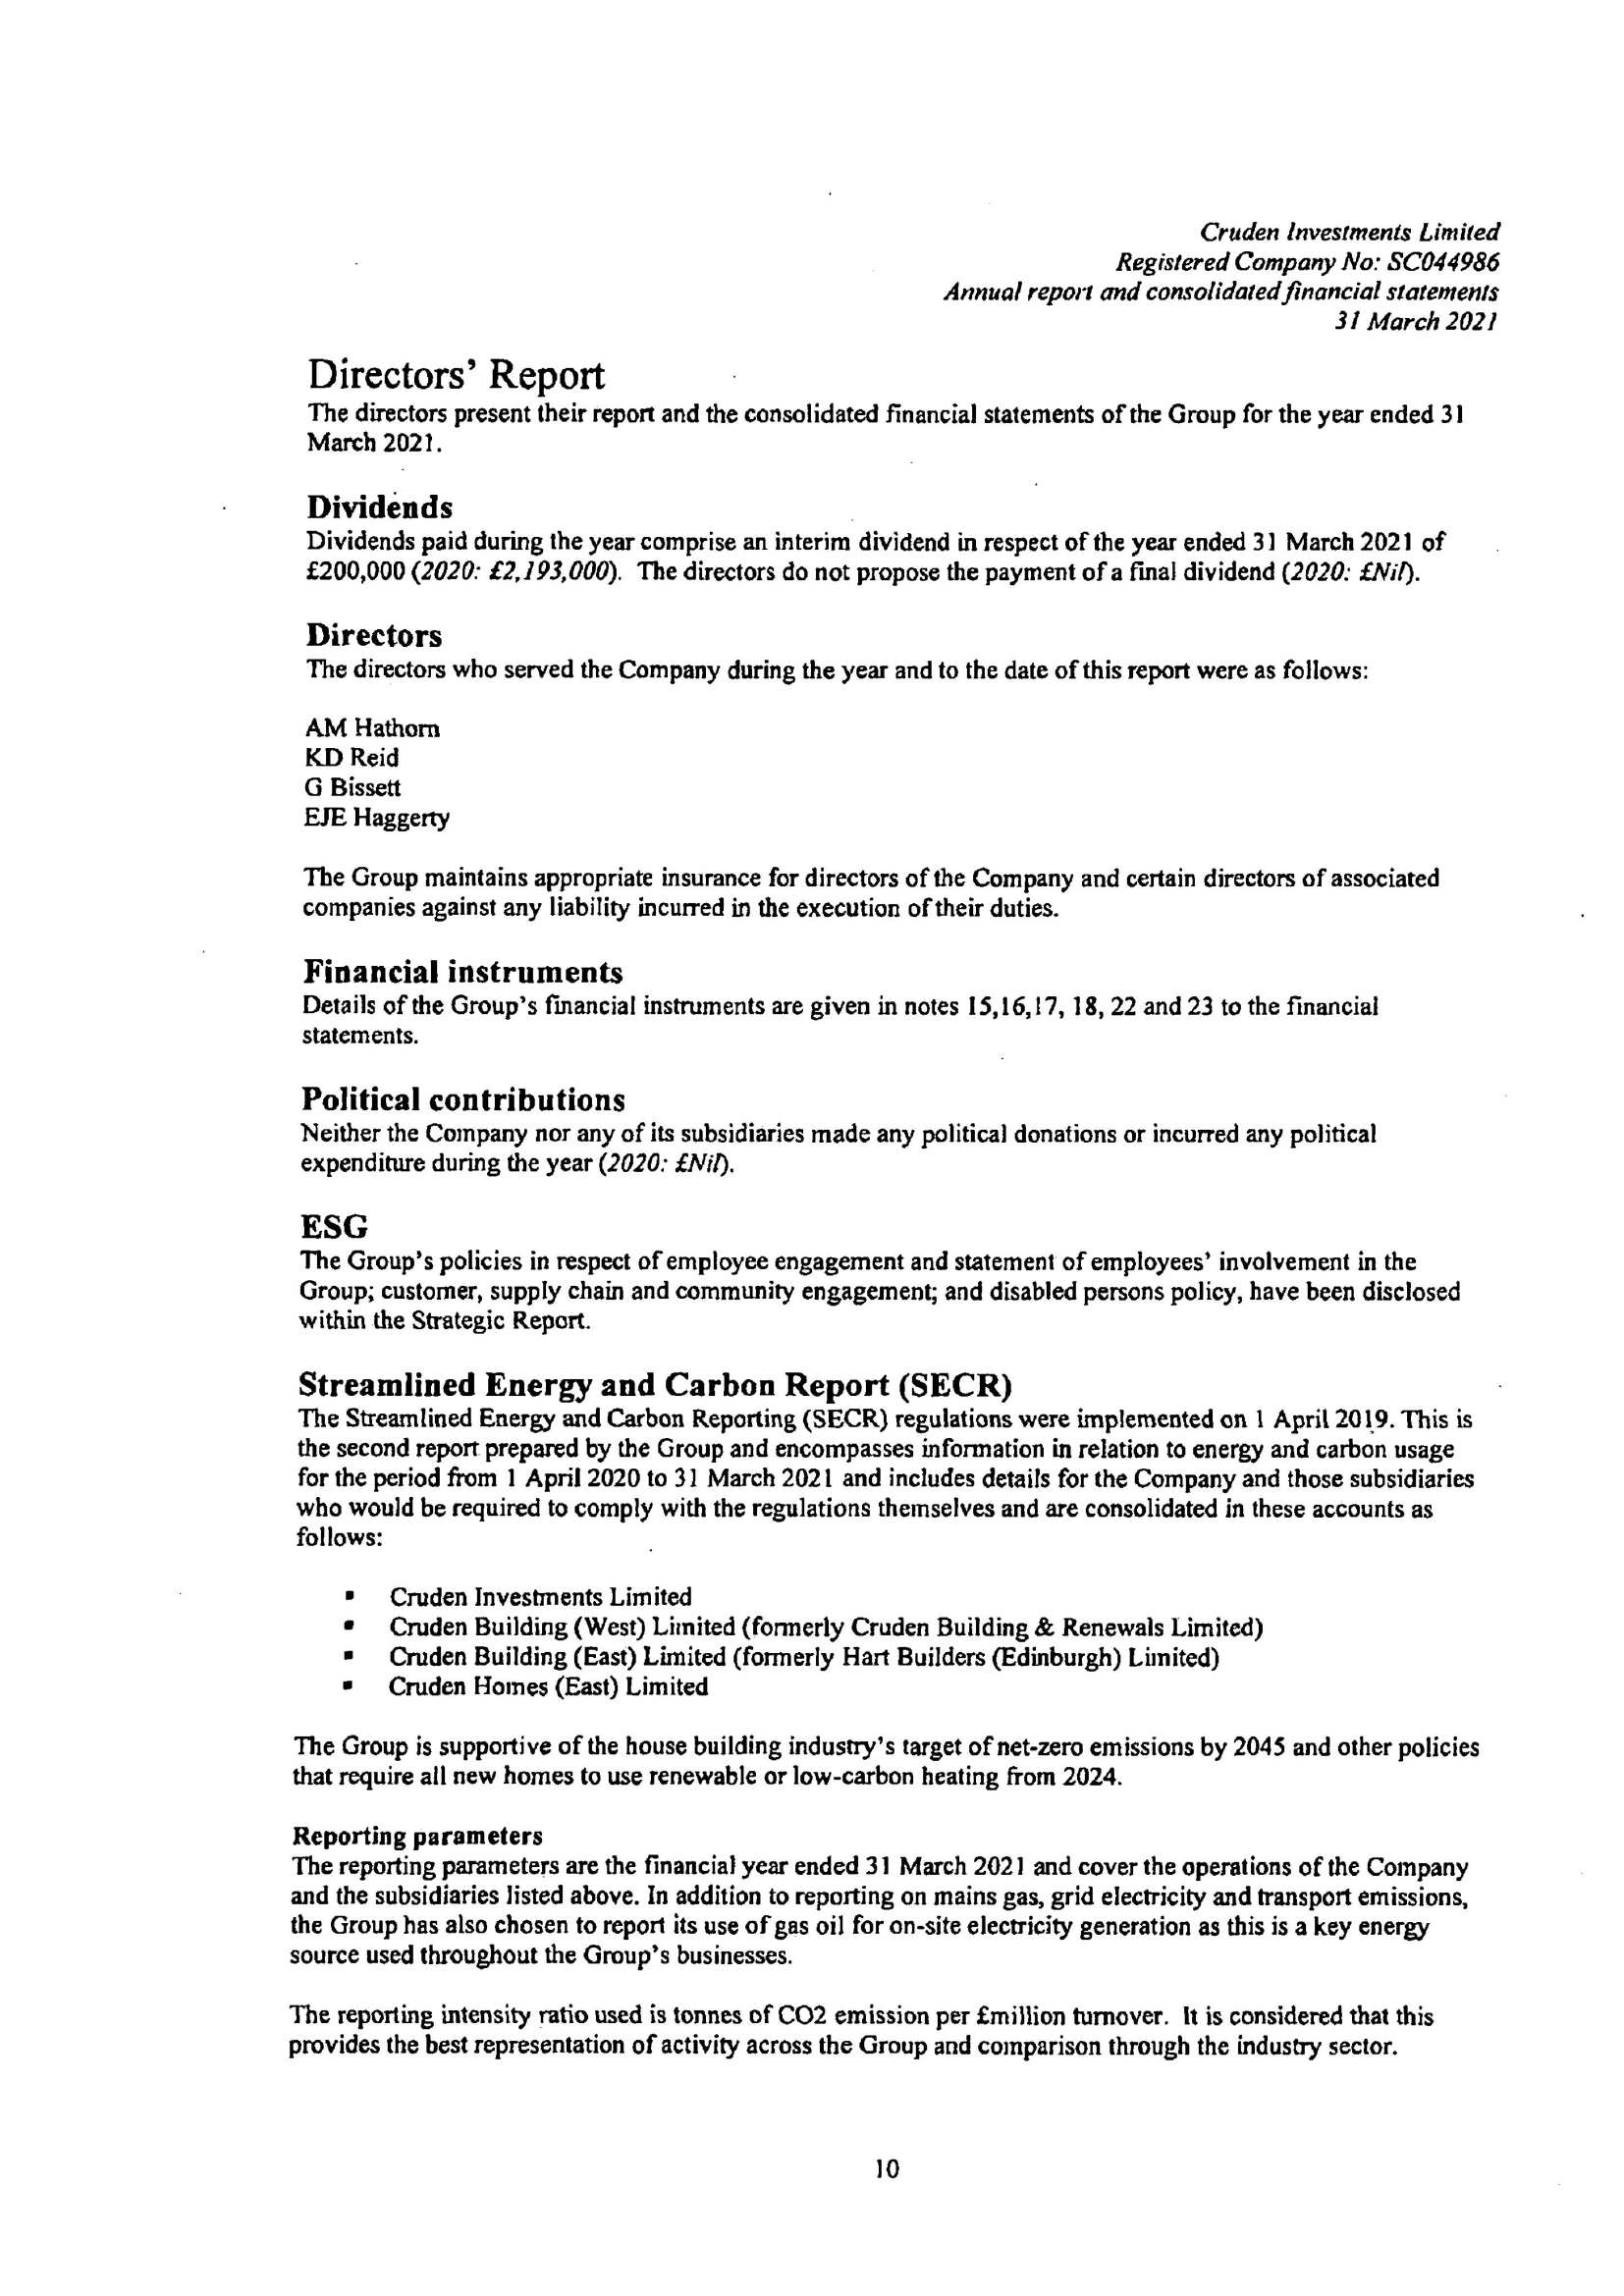 Cruden Investments Limited
Registered Company No: SC044986
Annual report and consolidated financial statements
31 March 2021
Directors' Report
The directors present their report and the consolidated financial statements of the Group for the year ended 31
March 2021.
Dividends
Dividends paid during the year comprise an interim dividend in respect of the year ended 31 March 2021 of
£200,000 (2020: £2,193,000). The directors do not propose the payment of a final dividend (2020: £Nil).
Directors
The directors who served the Company during the year and to the date of this report were as follows:
AM Hathorn
KD Reid
G Bissett
EJE Haggerty
The Group maintains appropriate insurance for directors of the Company and certain directors of associated
companies against any liability incurred in the execution of their duties.
Financial instruments
Details of the Group's financial instruments are given in notes 15,16,17, 18, 22 and 23 to the financial
statements.
Political contributions
Neither the Company nor any of its subsidiaries made any political donations or incurred any political
expenditure during the year (2020: £Nil).
ESG
The Group's policies in respect of employee engagement and statement of employees' involvement in the
Group; customer, supply chain and community engagement; and disabled persons policy, have been disclosed
within the Strategic Report.
Streamlined Energy and Carbon Report (SECR)
The Streamlined Energy and Carbon Reporting (SECR) regulations were implemented on 1 April 2019. This is
the second report prepared by the Group and encompasses information in relation to energy and carbon usage
for the period from 1 April 2020 to 31 March 2021 and includes details for the Company and those subsidiaries
who would be required to comply with the regulations themselves and are consolidated in these accounts as
follows:
▪ Cruden Investments Limited
▪ Cruden Building (West) Limited (formerly Cruden Building & Renewals Limited)
▪ Cruden Building (East) Limited (formerly Hart Builders (Edinburgh) Limited)
▪ Cruden Homes (East) Limited
The Group is supportive of the house building industry's target of net-zero emissions by 2045 and other policies
that require all new homes to use renewable or low-carbon heating from 2024.
Reporting parameters
The reporting parameters are the financial year ended 31 March 2021 and cover the operations of the Company
and the subsidiaries listed above. In addition to reporting on mains gas, grid electricity and transport emissions,
the Group has also chosen to report its use of gas oil for on-site electricity generation as this is a key energy
source used throughout the Group's businesses.
The reporting intensity ratio used is tonnes of CO2 emission per £million turnover. It is considered that this
provides the best representation of activity across the Group and comparison through the industry sector.
10